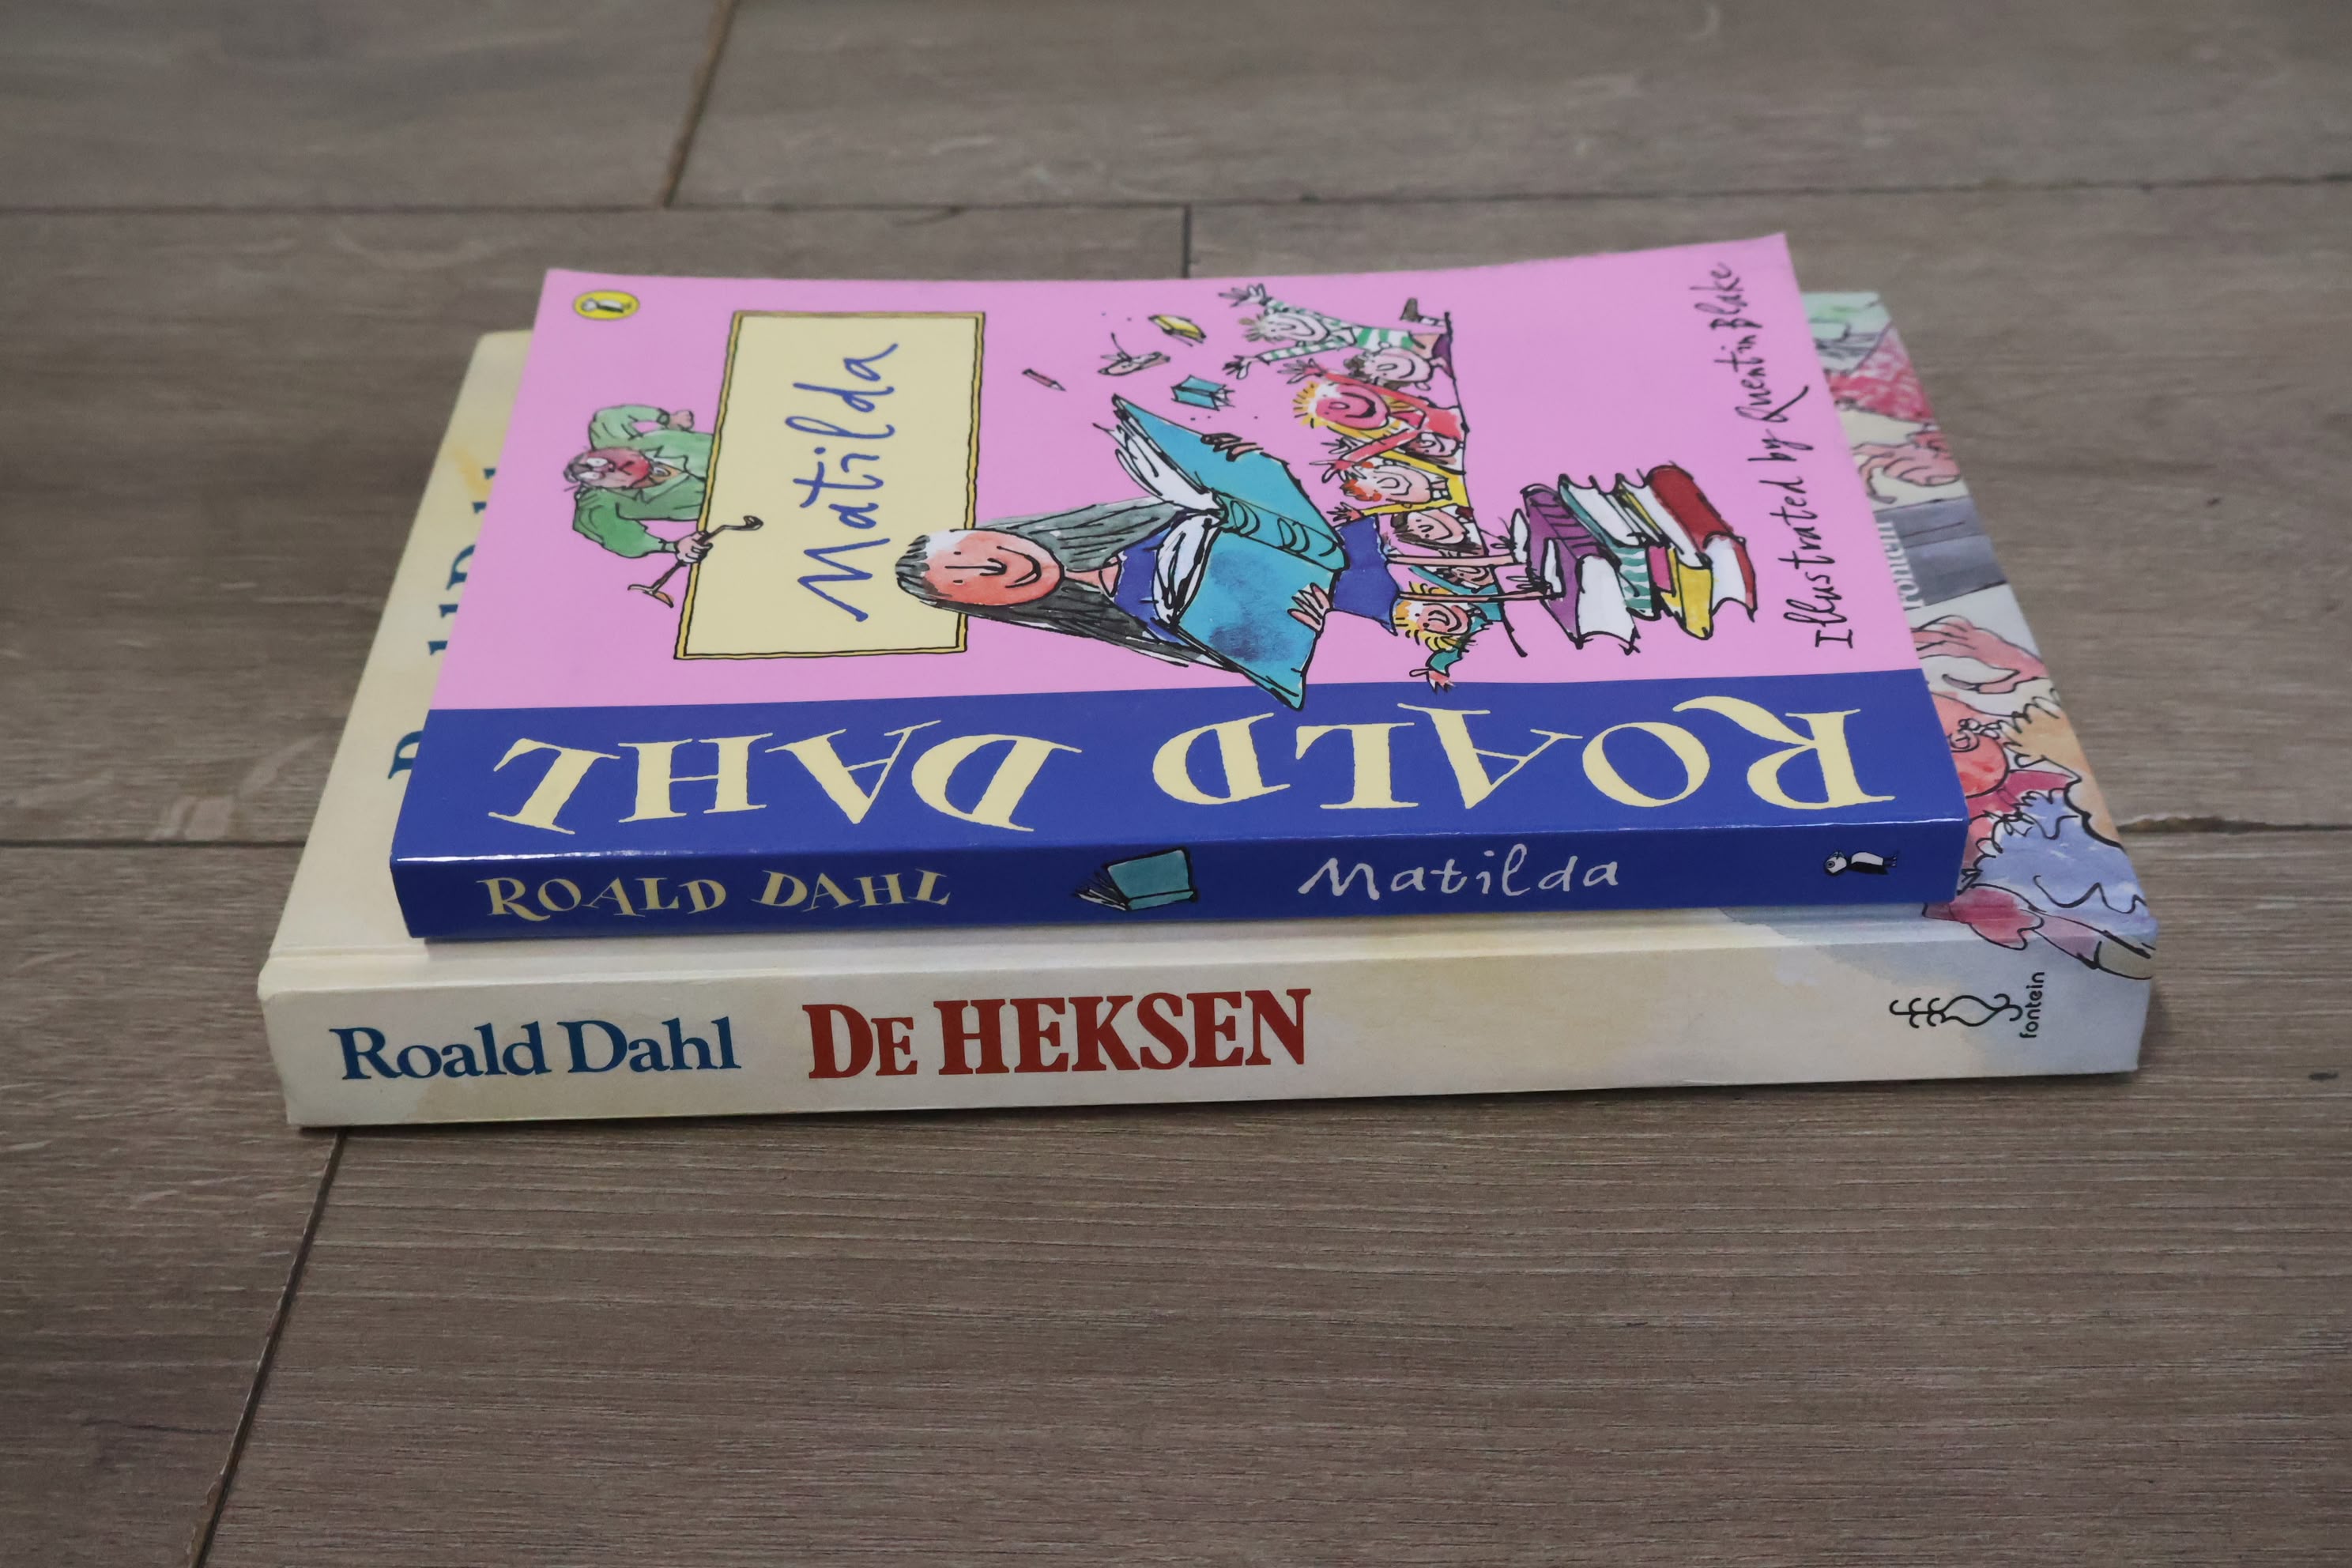 Matilda
Illustrated by Quentin Blake
ROALD DAHL
ROALD DAHL Matilda
Roald Dahl DE HEKSEN
fontein